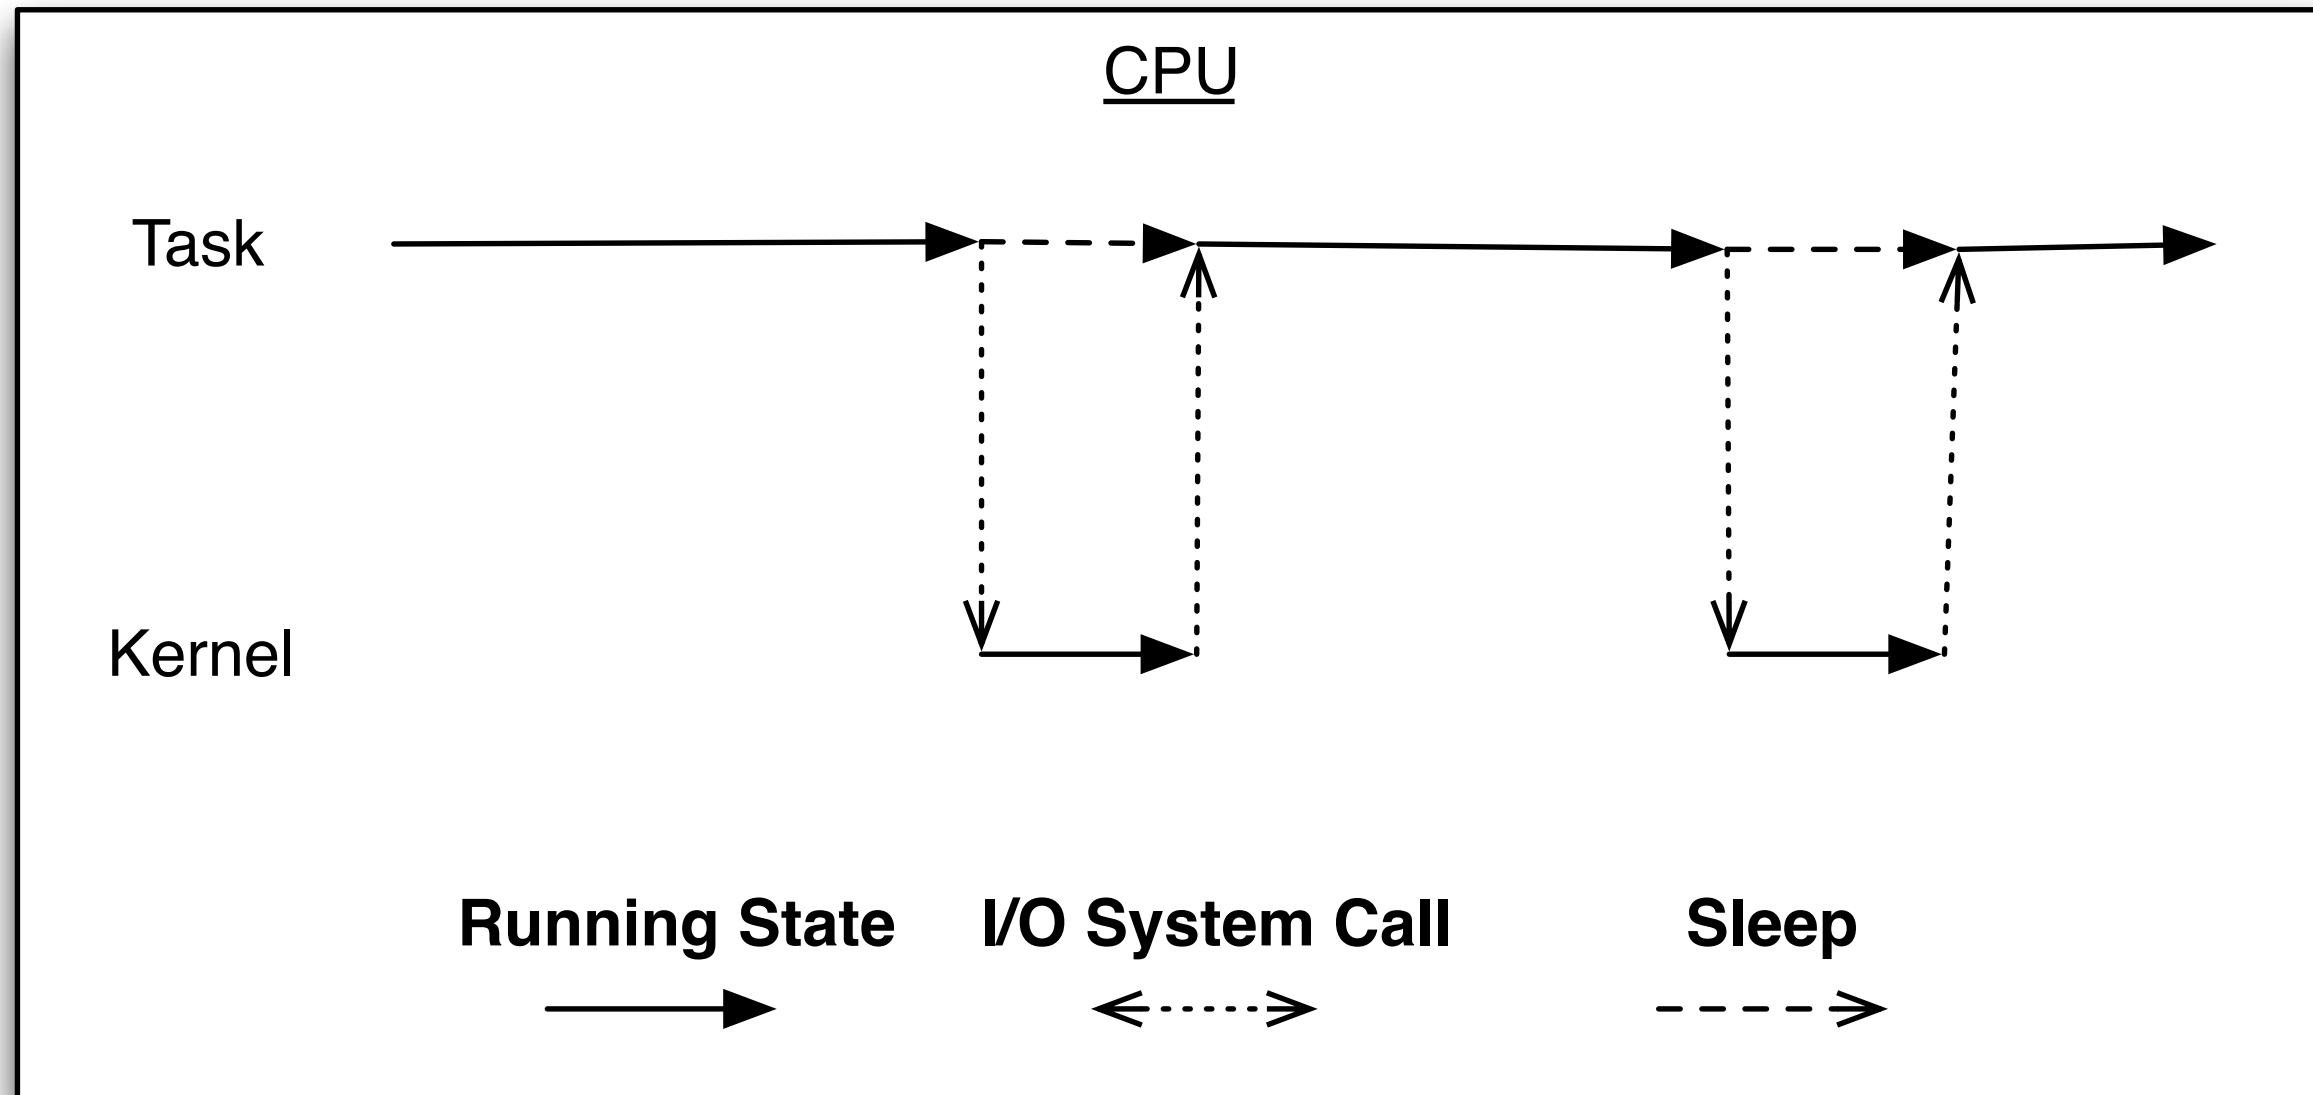 CPU
Task
Kernel
Running State I/O System Call Sleep